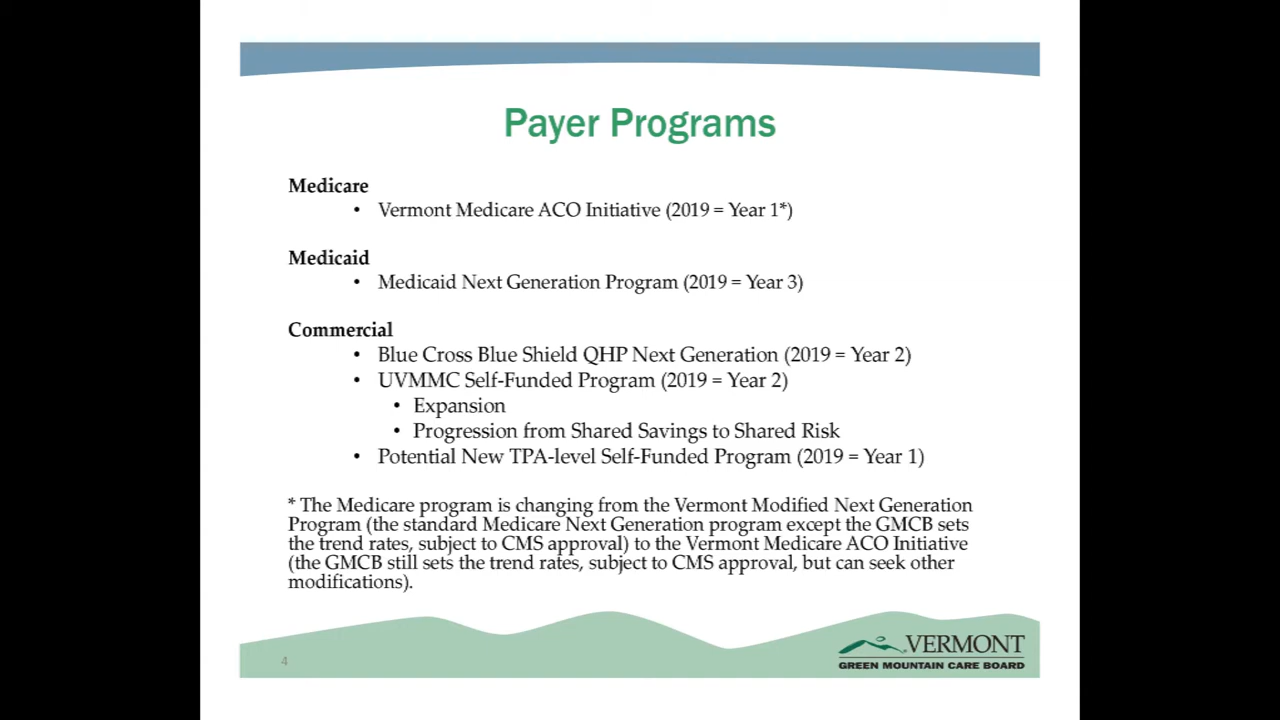 Payer Programs
Medicare
• Vermont Medicare ACO Initiative (2019 = Year 1*)
Medicaid
• Medicaid Next Generation Program (2019 = Year 3)
Commercial
• Blue Cross Blue Shield QHP Next Generation (2019 = Year 2)
• UVMMC Self-Funded Program (2019 = Year 2)
• Expansion
• Progression from Shared Savings to Shared Risk
• Potential New TPA-level Self-Funded Program (2019 = Year 1)
* The Medicare program is changing from the Vermont Modified Next Generation
Program (the standard Medicare Next Generation program except the GMCB sets
the trend rates, subject to CMS approval) to the Vermont Medicare ACO Initiative
(the GMCB still sets the trend rates, subject to CMS approval, but can seek other
modifications).
4
VERMONT
GREEN MOUNTAIN CARE BOARD